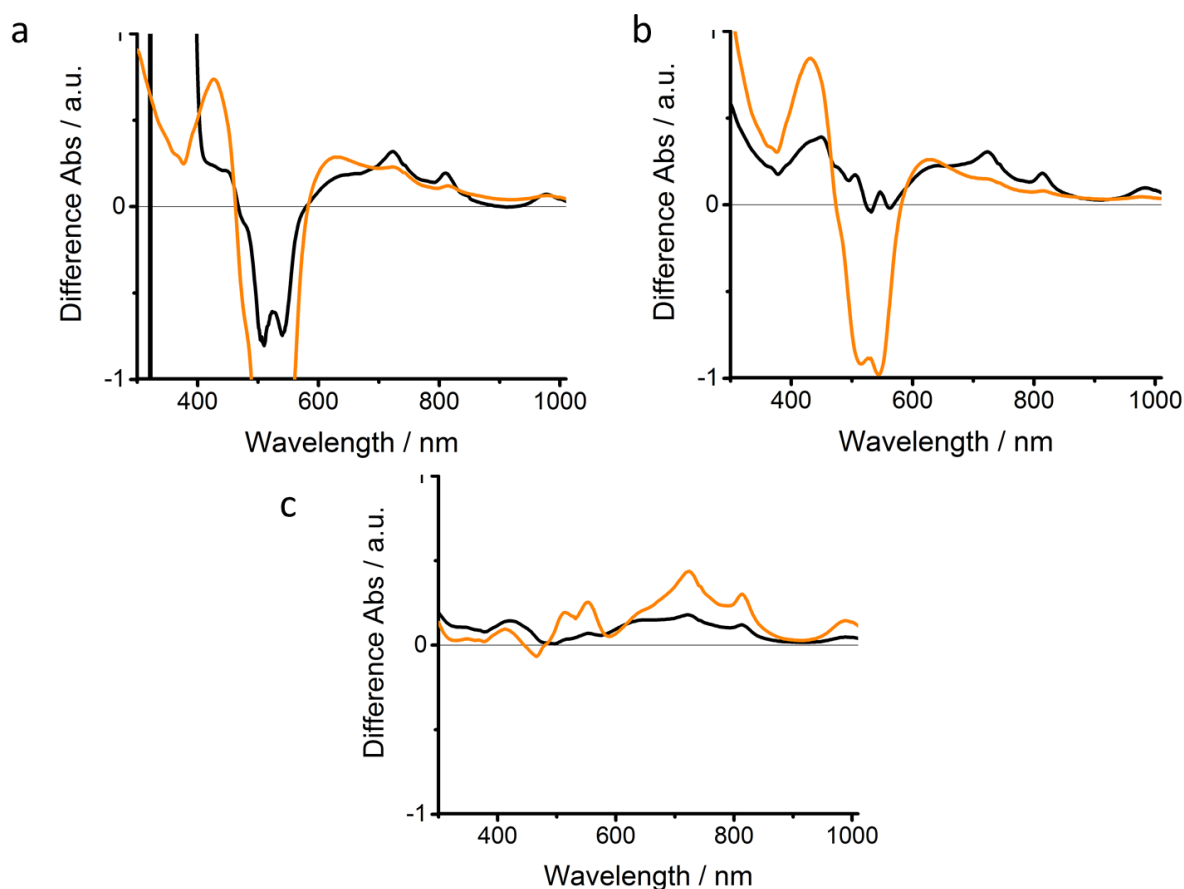 a
1
0
-1
Difference Abs / a.u.
400 600 800 1000
Wavelength / nm
b
1
0
-1
Difference Abs / a.u.
400 600 800 1000
Wavelength / nm
c
1
0
-1
Difference Abs / a.u.
400 600 800 1000
Wavelength / nm